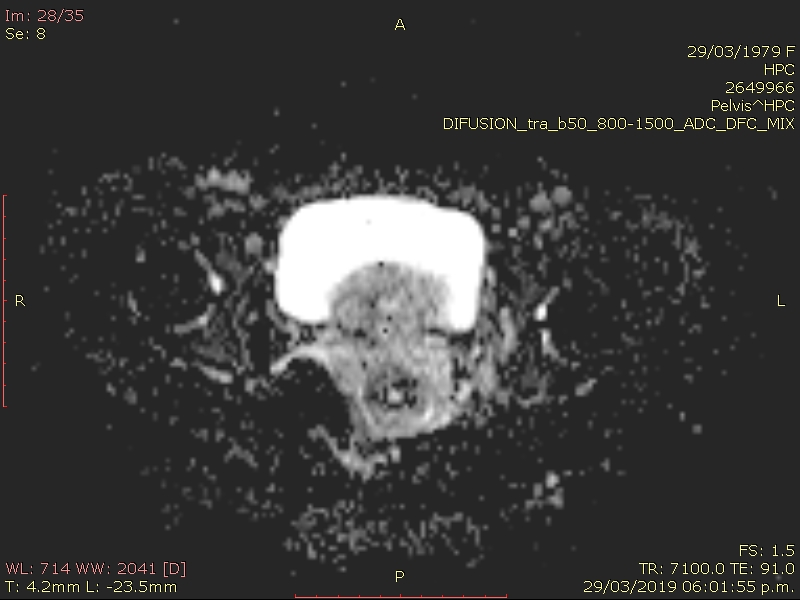 Im: 28/35
Se: 8
A
29/03/1979 F
HPC
2649966
Pelvis^HPC
DIFUSION_tra_b50_800-1500_ADC_DFC_MIX
R
L
WL: 714 WW: 2041 [D]
T: 4.2mm L: -23.5mm
P
FS: 1.5
TR: 7100.0 TE: 91.0
29/03/2019 06:01:55 p.m.